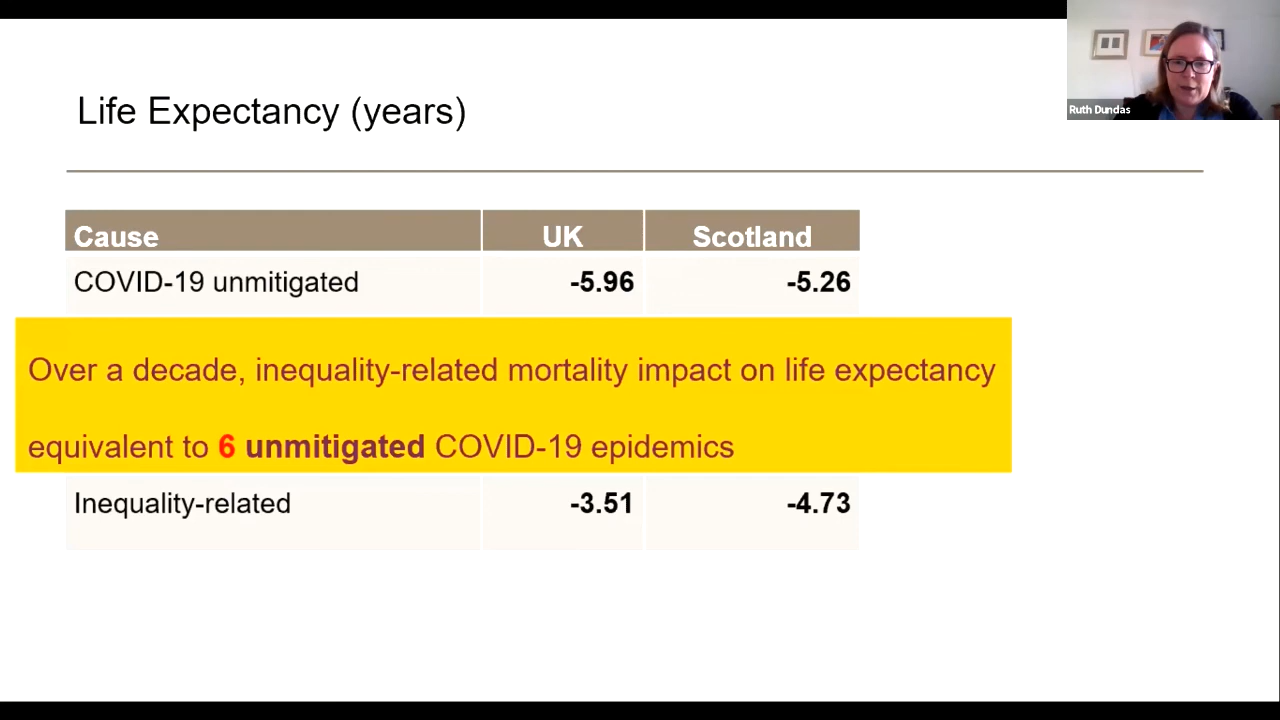 Ruth Dundas
Life Expectancy (years)
Cause UK Scotland
COVID-19 unmitigated -5.96 -5.26
Over a decade, inequality-related mortality impact on life expectancy
equivalent to 6 unmitigated COVID-19 epidemics
Inequality-related -3.51 -4.73